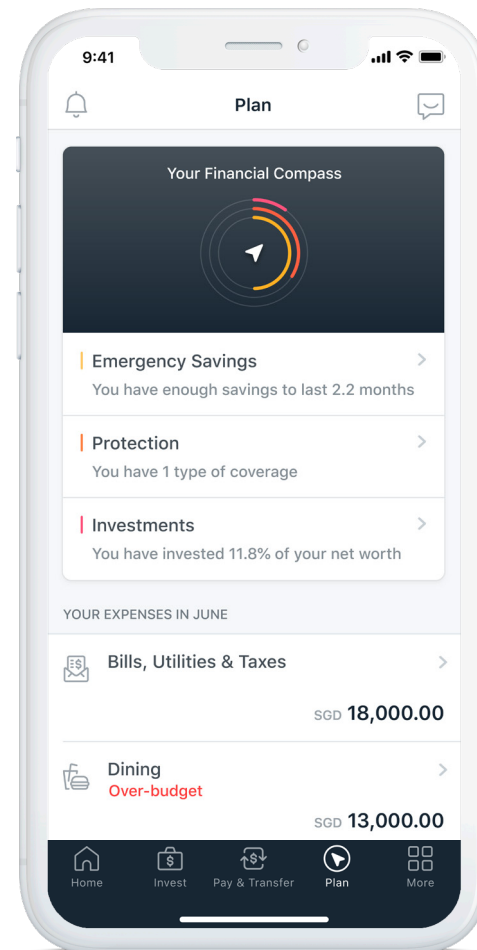 9:41
Plan
Your Financial Compass
Emergency Savings
You have enough savings to last 2.2 months
Protection
You have 1 type of coverage
Investments
You have invested 11.8% of your net worth
YOUR EXPENSES IN JUNE
Bills, Utilities & Taxes
SGD 18,000.00
Dining
Over-budget
SGD 13,000.00
Home Invest Pay & Transfer Plan More